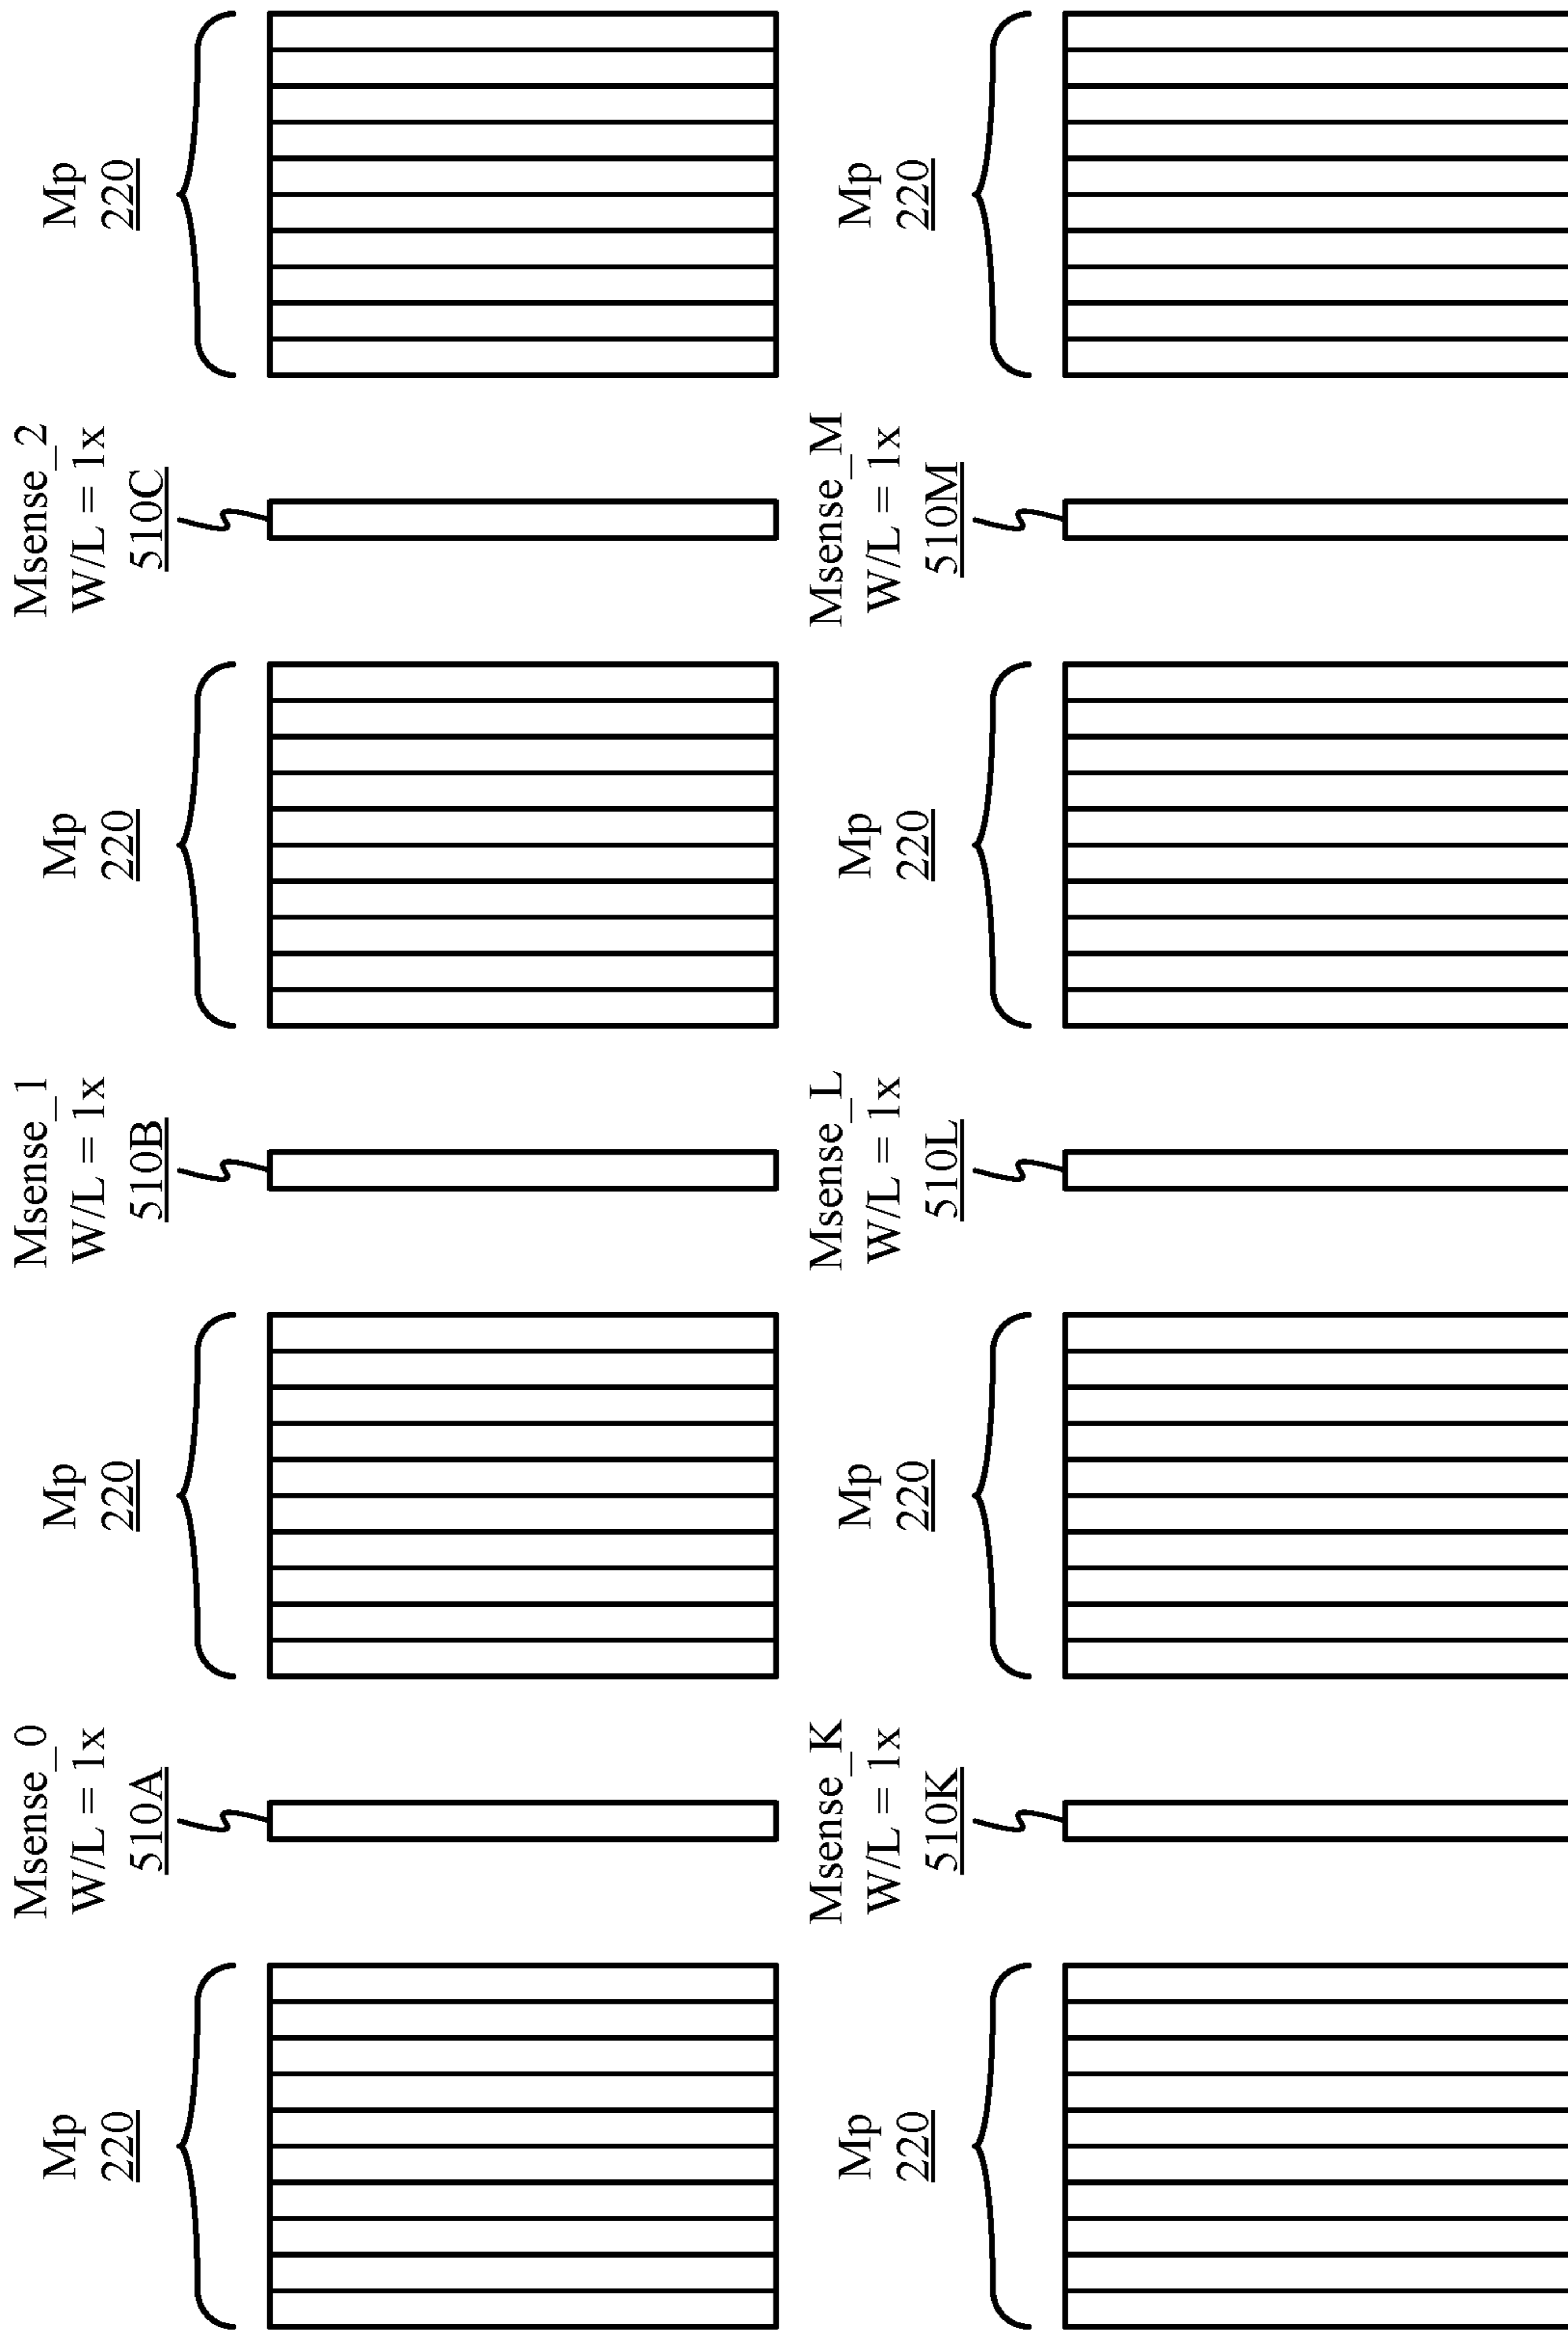 Mp
220
Msense_0
W/L = 1x
510A
Mp
220
Msense_1
W/L = 1x
510B
Mp
220
Msense_2
W/L = 1x
510C
Mp
220
Mp
220
Msense_K
W/L = 1x
510K
Mp
220
Msense_L
W/L = 1x
510L
Mp
220
Msense_M
W/L = 1x
510M
Mp
220